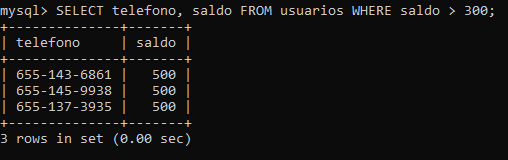 mysql> SELECT telefono, saldo FROM usuarios WHERE saldo > 300;
+--------------+-------+
| telefono     | saldo |
+--------------+-------+
| 655-143-6861 |   500 |
| 655-145-9938 |   500 |
| 655-137-3935 |   500 |
+--------------+-------+
3 rows in set (0.00 sec)